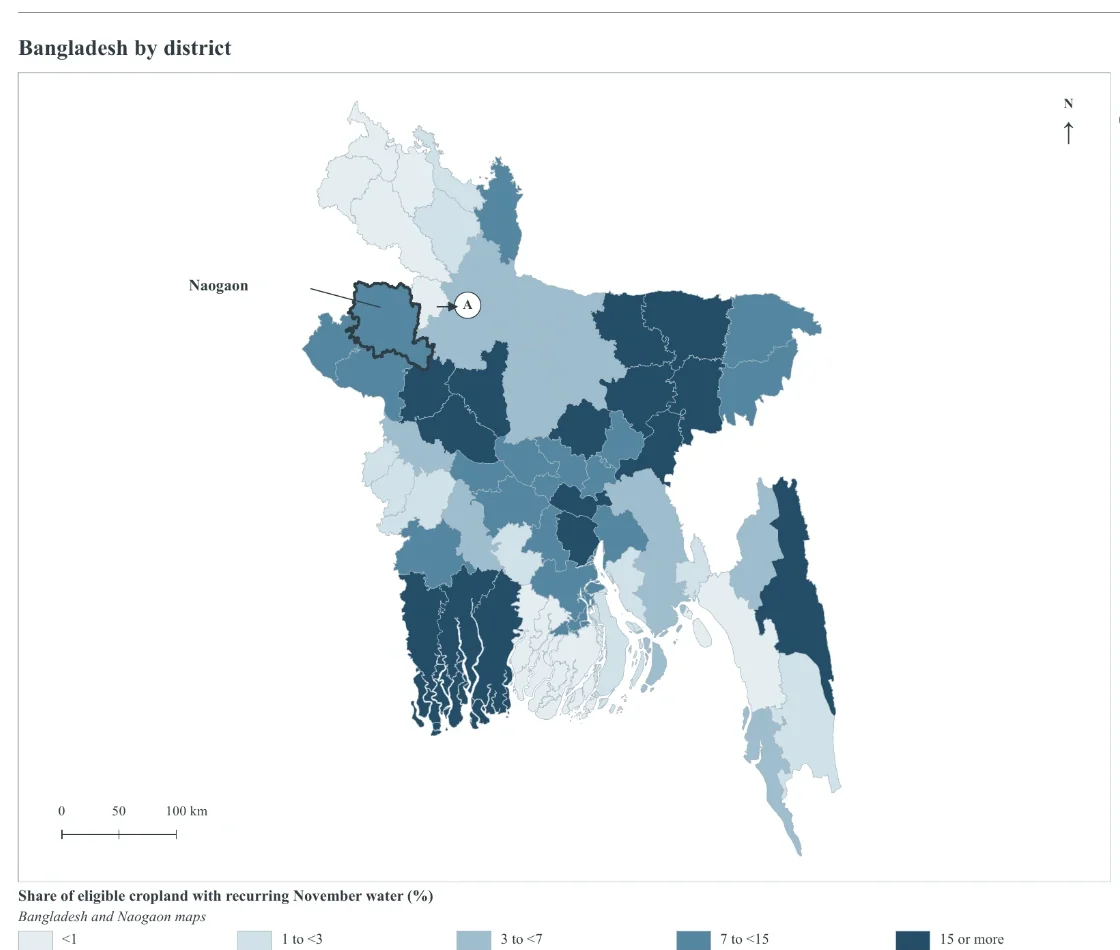 Bangladesh by district
N
Naogaon
A
0 50 100 km
Share of eligible cropland with recurring November water (%)
Bangladesh and Naogaon maps
<1 1 to <3 3 to <7 7 to <15 15 or more